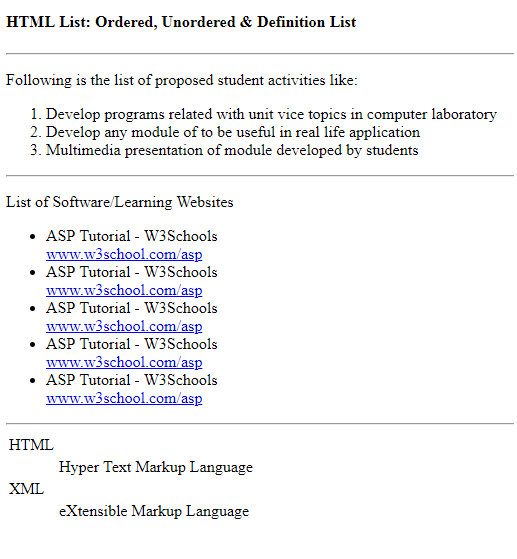 HTML List: Ordered, Unordered & Definition List
Following is the list of proposed student activities like:
1. Develop programs related with unit vice topics in computer laboratory
2. Develop any module of to be useful in real life application
3. Multimedia presentation of module developed by students
List of Software/Learning Websites
• ASP Tutorial - W3Schools
www.w3school.com/asp
• ASP Tutorial - W3Schools
www.w3school.com/asp
• ASP Tutorial - W3Schools
www.w3school.com/asp
• ASP Tutorial - W3Schools
www.w3school.com/asp
• ASP Tutorial - W3Schools
www.w3school.com/asp
HTML
Hyper Text Markup Language
XML
eXtensible Markup Language